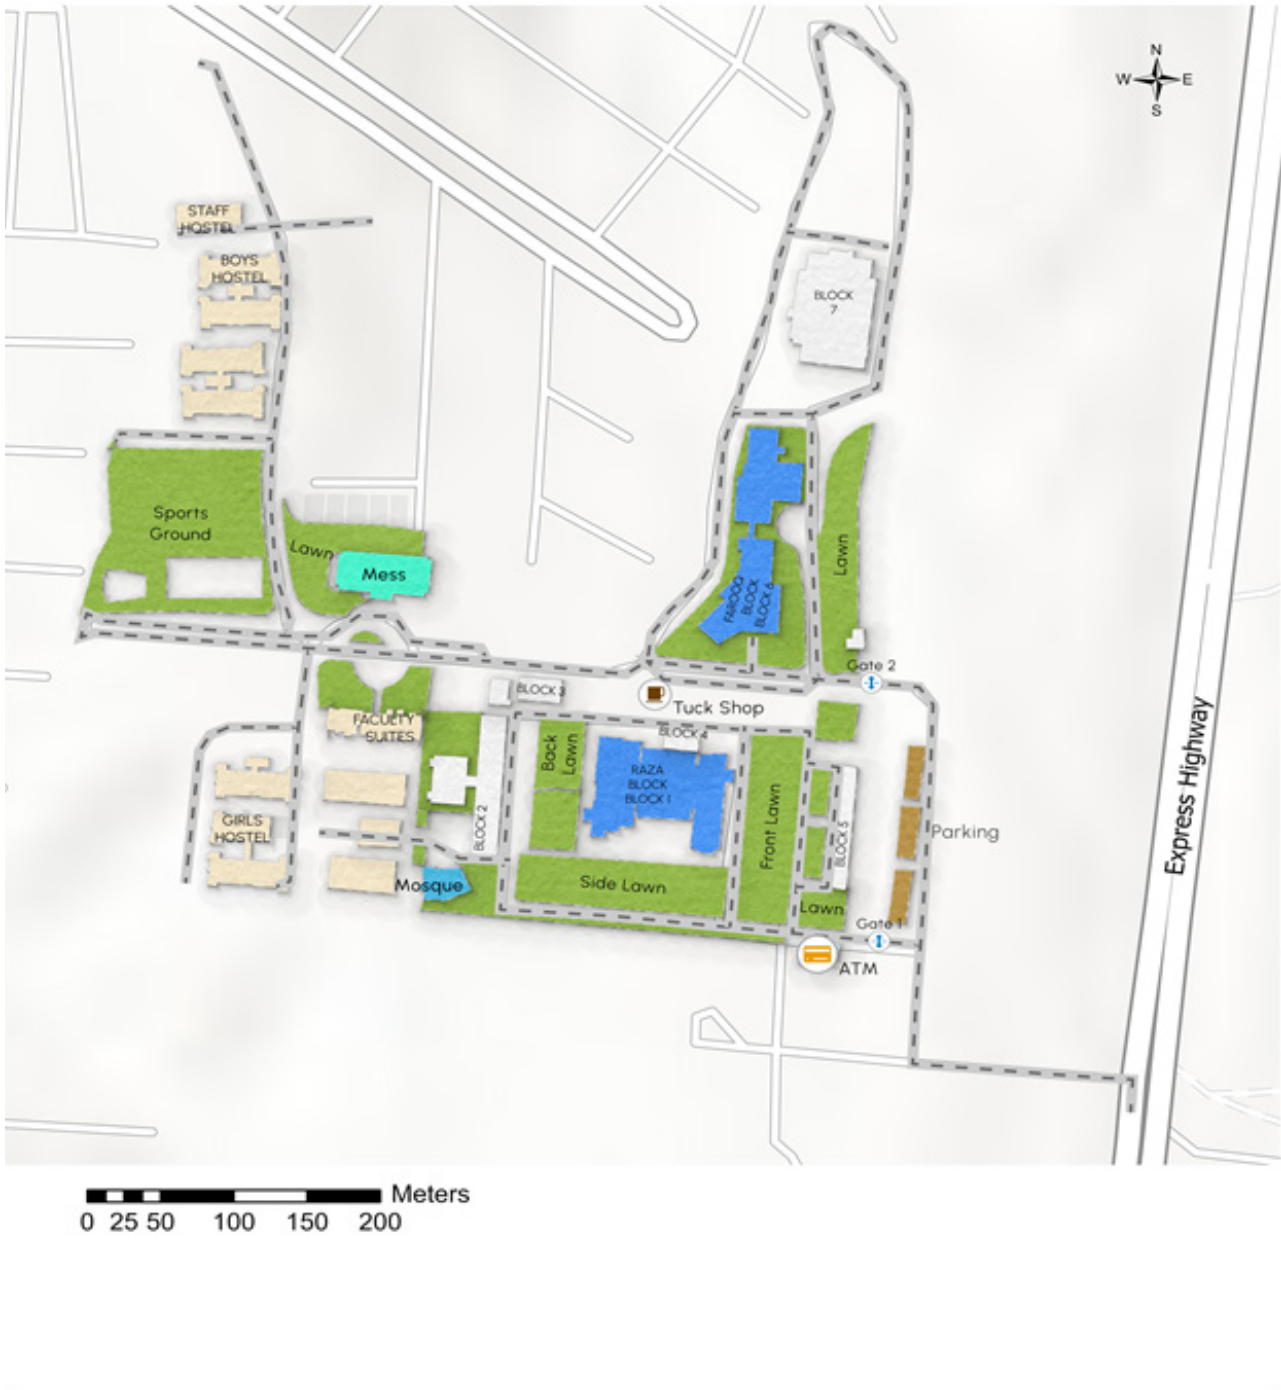 N
W E
S
STAFF
HOSTEL
BOYS
HOSTEL
BLOCK
7
Sports
Ground
Lawn
Mess
Lawn
FAROOQ
BLOCK
BLOCK 6
Gate 2
BLOCK 3
Tuck Shop
FACULTY
SUITES
BLOCK 4
Back
Lawn
RAZA
BLOCK
BLOCK 1
Front Lawn
Express Highway
GIRLS
HOSTEL
BLOCK 2
BLOCK 5
Parking
Mosque
Side Lawn
Lawn
Gate 1
ATM
Meters
0 25 50 100 150 200